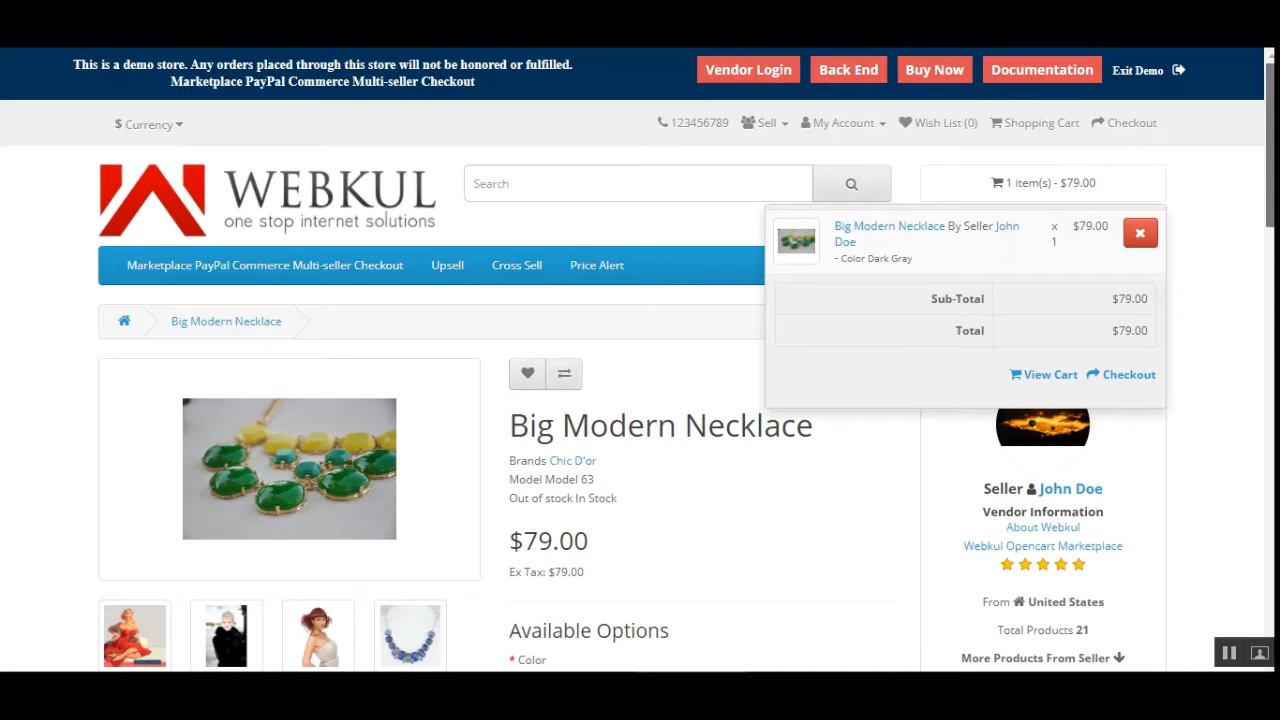 This is a demo store. Any orders placed through this store will not be honored or fulfilled.
Marketplace PayPal Commerce Multi-seller Checkout
Vendor Login
Back End
Buy Now
Documentation
Exit Demo
$ Currency
123456789
Sell
My Account
Wish List (0)
Shopping Cart
Checkout
WEBKUL
one stop internet solutions
Search
1 item(s) - $79.00
Big Modern Necklace By Seller John
Doe
- Color Dark Gray
x
1
$79.00
Sub-Total $79.00
Total $79.00
View Cart Checkout
Marketplace PayPal Commerce Multi-seller Checkout
Upsell
Cross Sell
Price Alert
Big Modern Necklace
Big Modern Necklace
Brands Chic D'or
Model Model 63
Out of stock In Stock
$79.00
Ex Tax: $79.00
Available Options
* Color
Seller John Doe
Vendor Information
About Webkul
Webkul Opencart Marketplace
From United States
Total Products 21
More Products From Seller